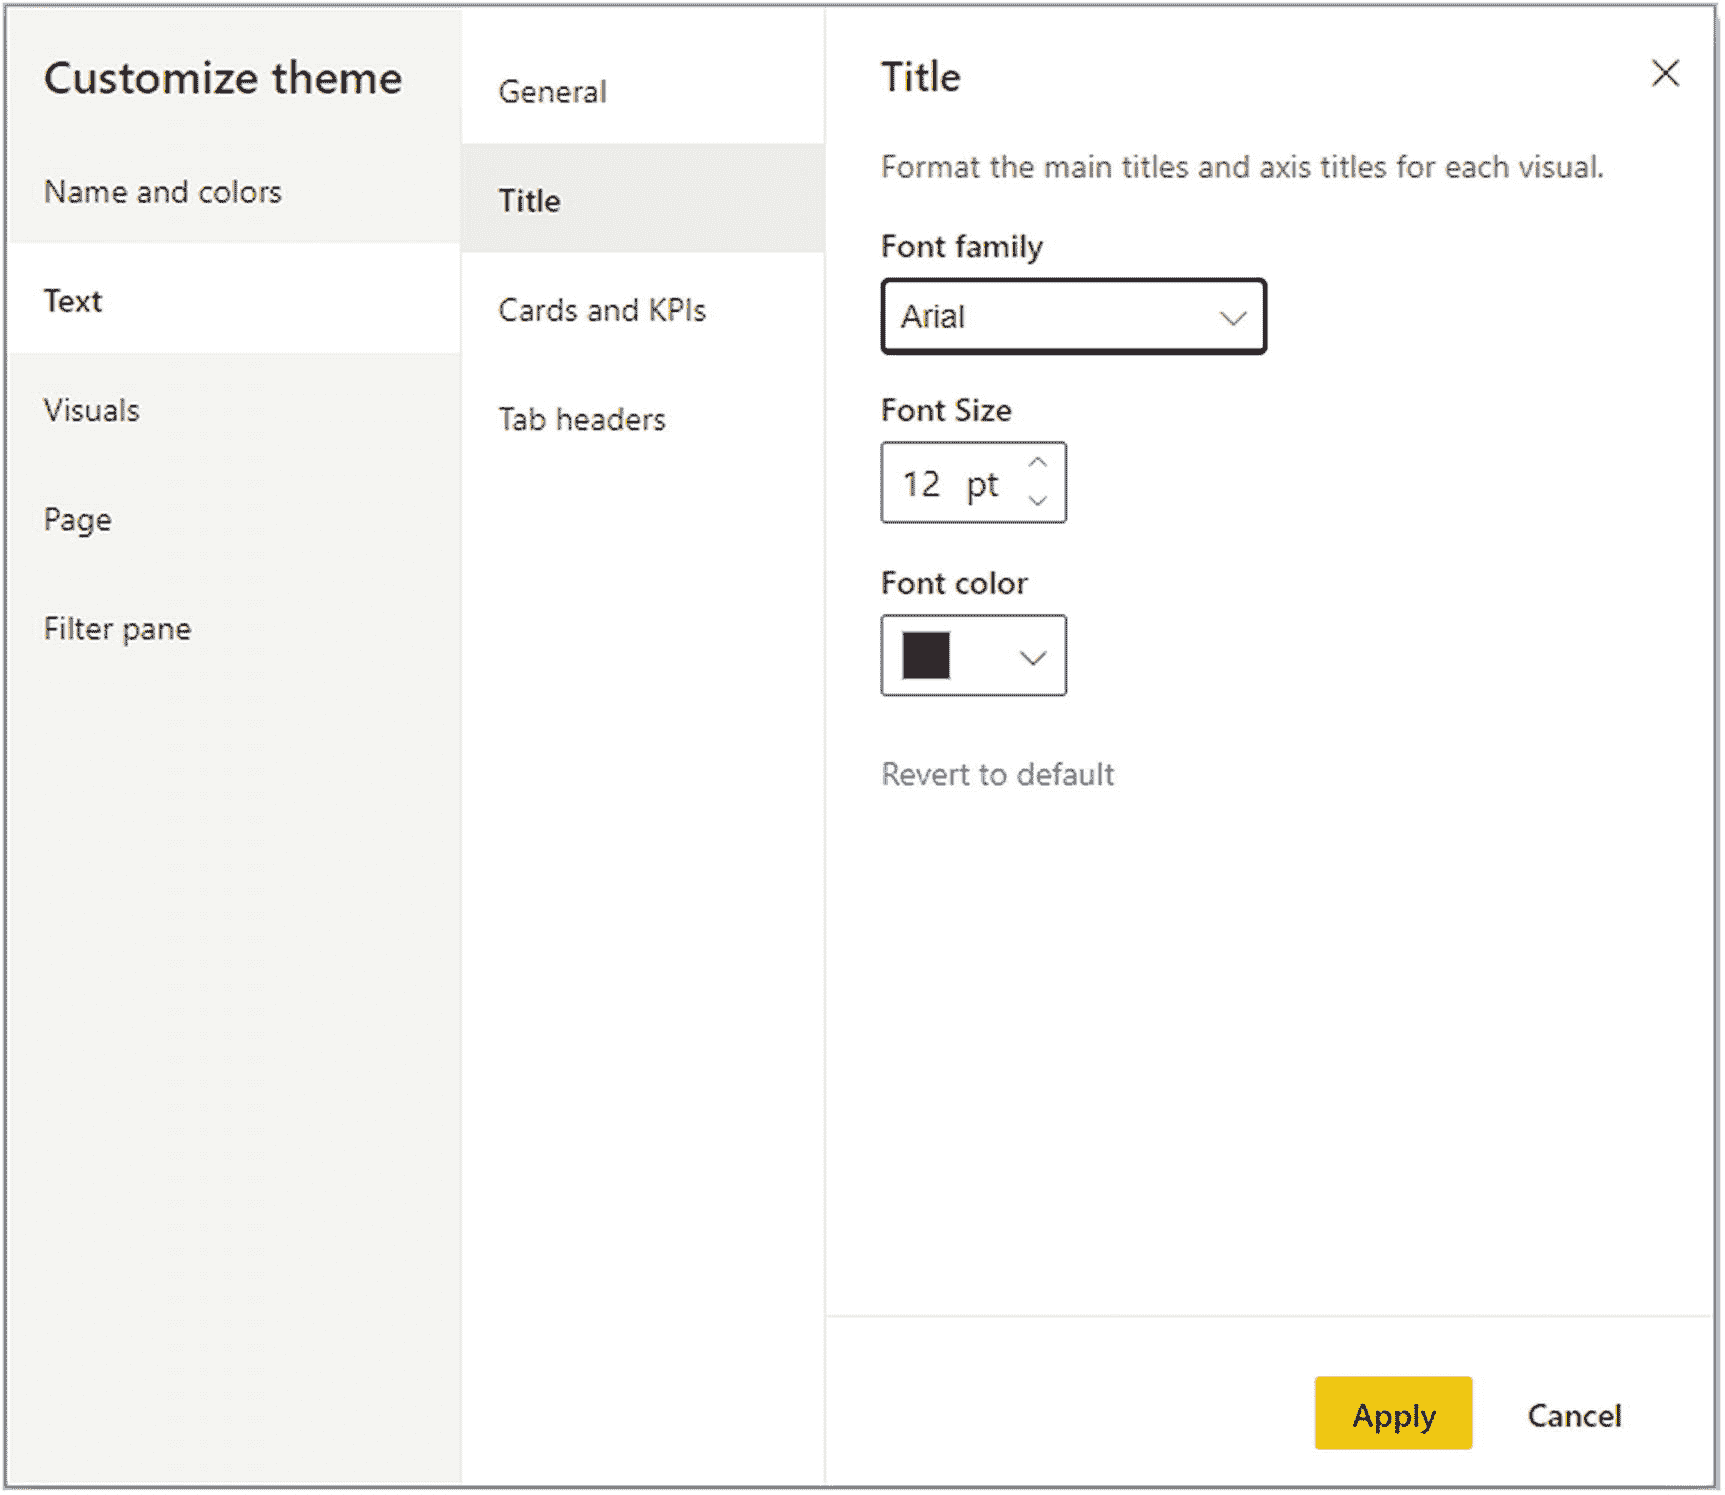 Customize theme
Name and colors
Text
Visuals
Page
Filter pane
General
Title
Cards and KPIs
Tab headers
Title
Format the main titles and axis titles for each visual.
Font family
Arial
Font Size
12 pt
Font color
Revert to default
Apply
Cancel